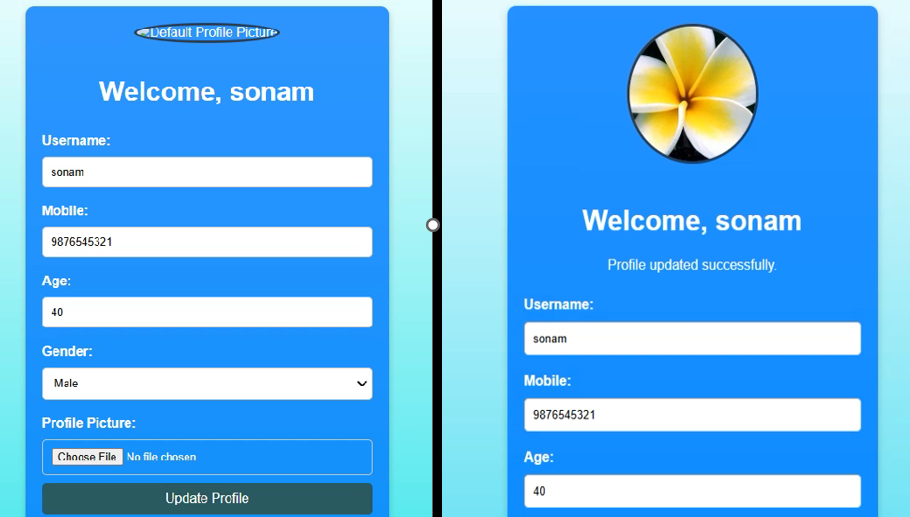 Default Profile Picture
Welcome, sonam
Username:
sonam
Mobile:
9876545321
Age:
40
Gender:
Male
Profile Picture:
Choose File No file chosen
Update Profile
Welcome, sonam
Profile updated successfully.
Username:
sonam
Mobile:
9876545321
Age:
40